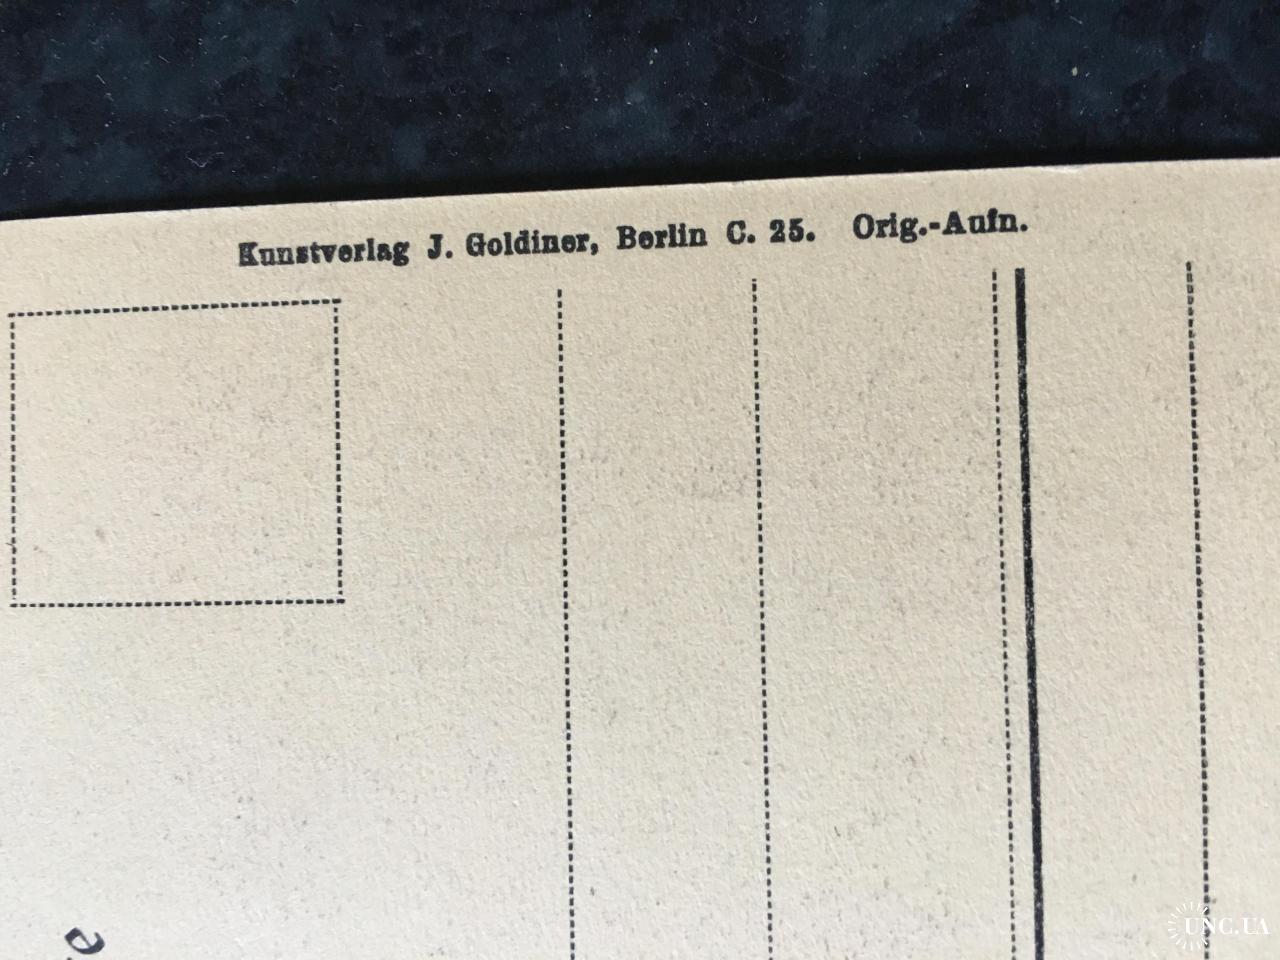 Kunstverlag J. Goldiner, Berlin C. 25. Orig.-Aufn.
UNC.UA